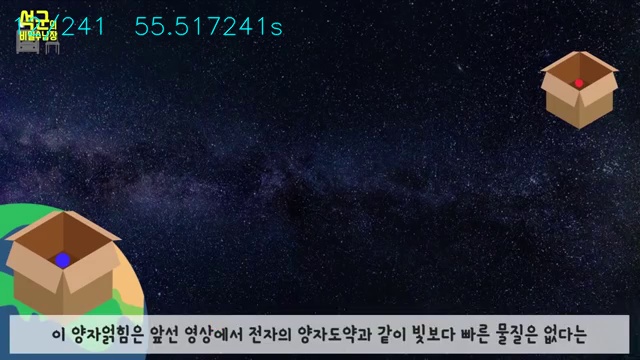 석군의
비밀수납장
/241 55.517241s
이 양자얽힘은 앞선 영상에서 전자의 양자도약과 같이 빛보다 빠른 물질은 없다는